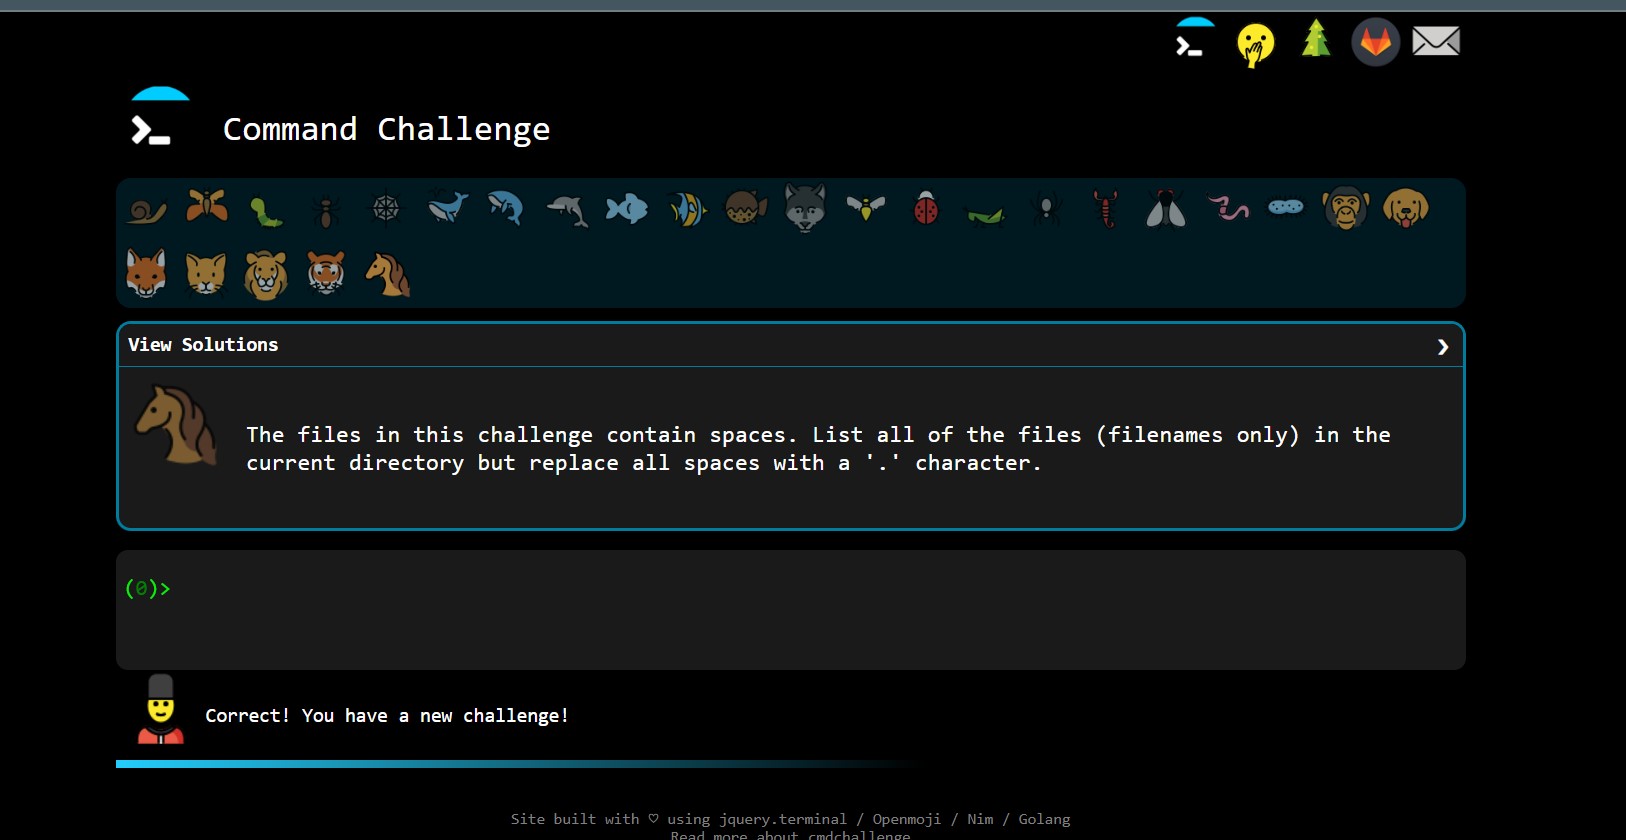 Command Challenge
View Solutions
The files in this challenge contain spaces. List all of the files (filenames only) in the
current directory but replace all spaces with a '.' character.
(0)>
Correct! You have a new challenge!
Site built with ♡ using jquery.terminal / Openmoji / Nim / Golang
Read more about cmdchallenge